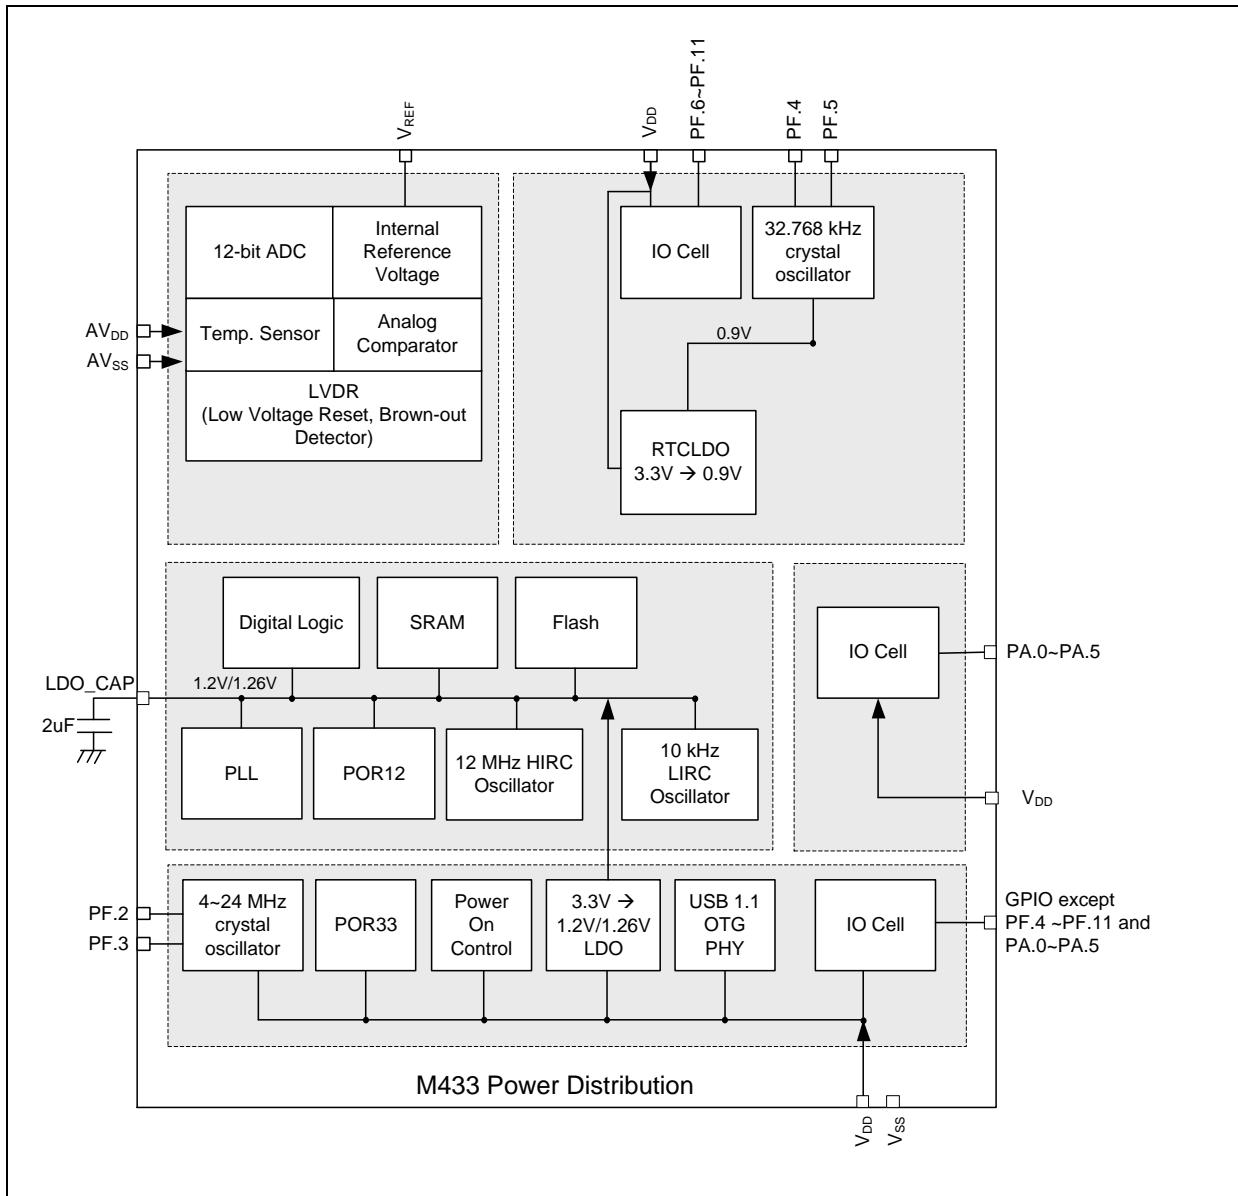 VREF
VDD
PF.6~PF.11
PF.4
PF.5
12-bit ADC
Internal
Reference
Voltage
IO Cell
32.768 kHz
crystal
oscillator
AVDD
AVSS
Temp. Sensor
Analog
Comparator
0.9V
LVDR
(Low Voltage Reset, Brown-out
Detector)
RTCLDO
3.3V → 0.9V
Digital Logic
SRAM
Flash
IO Cell
PA.0~PA.5
LDO_CAP
1.2V/1.26V
2uF
PLL
POR12
12 MHz HIRC
Oscillator
10 kHz
LIRC
Oscillator
VDD
PF.2
PF.3
4~24 MHz
crystal
oscillator
POR33
Power
On
Control
3.3V →
1.2V/1.26V
LDO
USB 1.1
OTG
PHY
IO Cell
GPIO except
PF.4 ~PF.11 and
PA.0~PA.5
M433 Power Distribution
VDD
VSS